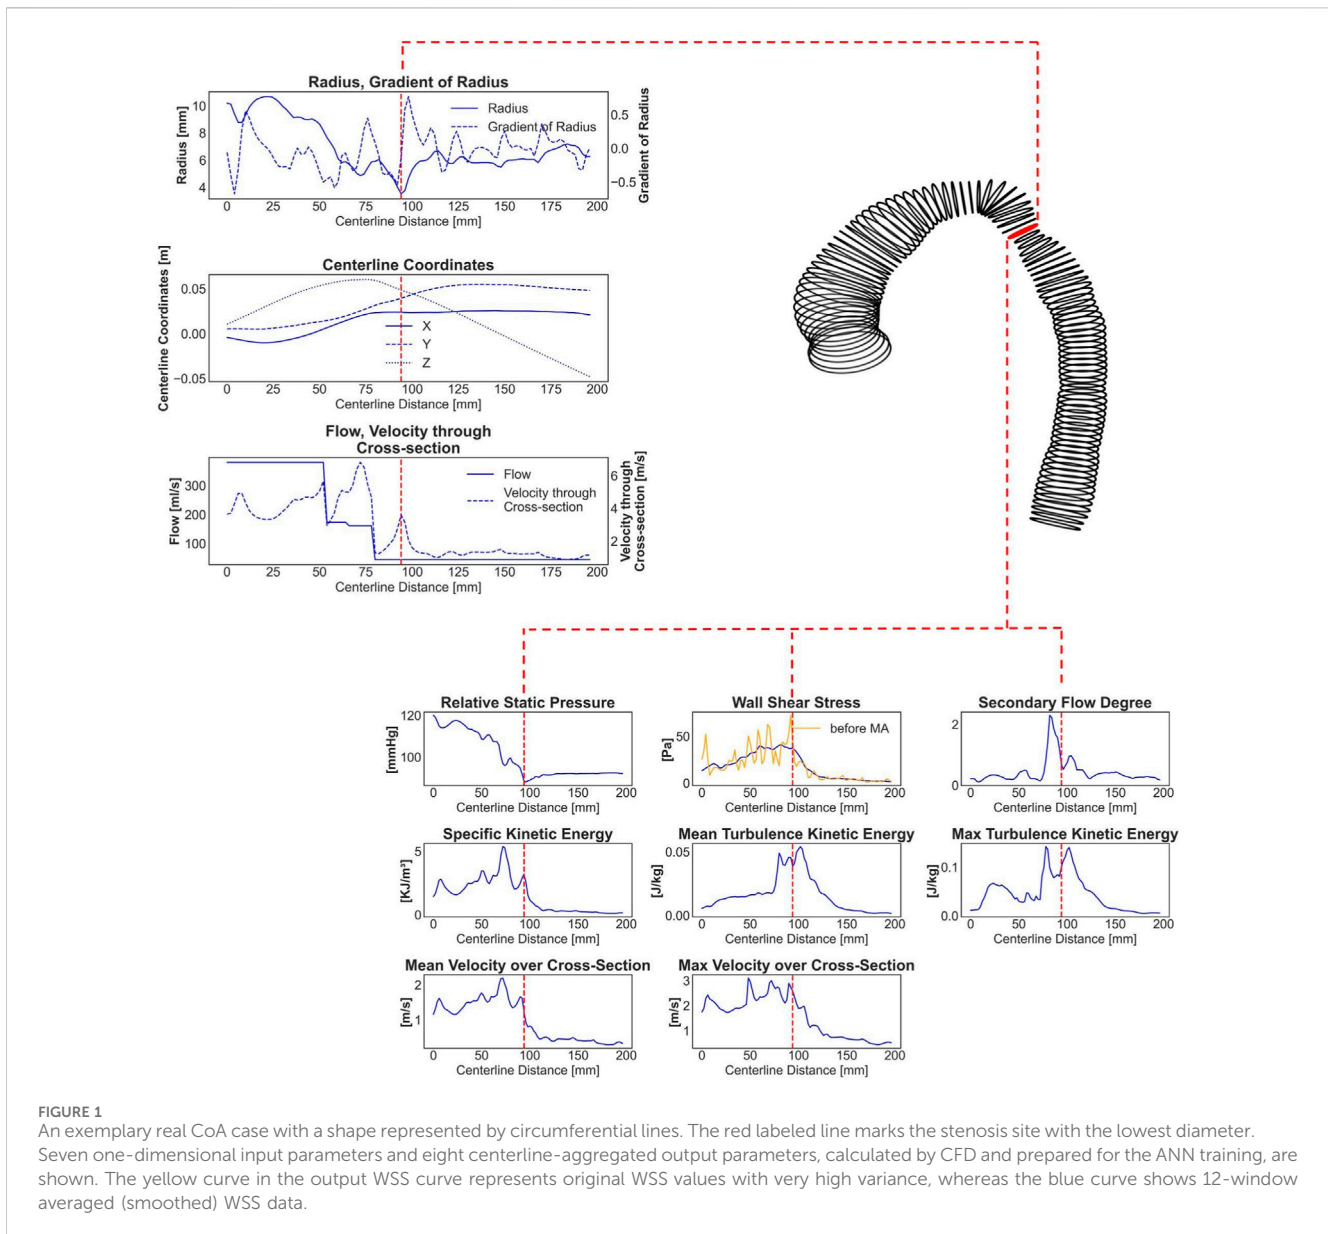 Radius, Gradient of Radius
Radius [mm]
10
8
6
4
Radius
Gradient of Radius
0.5
0.0
−0.5
Gradient of Radius
0 25 50 75 100 125 150 175 200
Centerline Distance [mm]
Centerline Coordinates
Centerline Coordinates [m]
0.05
0.00
−0.05
X
Y
Z
0 25 50 75 100 125 150 175 200
Centerline Distance [mm]
Flow, Velocity through
Cross-section
Flow [ml/s]
300
200
100
Flow
Velocity through
Cross-section
6
4
2
Velocity through
Cross-section [m/s]
0 25 50 75 100 125 150 175 200
Centerline Distance [mm]
Relative Static Pressure
[mmHg]
120
100
0 50 100 150 200
Centerline Distance [mm]
Wall Shear Stress
[Pa]
50
0
before MA
0 50 100 150 200
Centerline Distance [mm]
Secondary Flow Degree
2
0
0 50 100 150 200
Centerline Distance [mm]
Specific Kinetic Energy
[KJ/m³]
5
0
0 50 100 150 200
Centerline Distance [mm]
Mean Turbulence Kinetic Energy
[J/kg]
0.05
0.00
0 50 100 150 200
Centerline Distance [mm]
Max Turbulence Kinetic Energy
[J/kg]
0.1
0.0
0 50 100 150 200
Centerline Distance [mm]
Mean Velocity over Cross-Section
[m/s]
2
1
0 50 100 150 200
Centerline Distance [mm]
Max Velocity over Cross-Section
[m/s]
3
2
1
0 50 100 150 200
Centerline Distance [mm]
FIGURE 1
An exemplary real CoA case with a shape represented by circumferential lines. The red labeled line marks the stenosis site with the lowest diameter.
Seven one-dimensional input parameters and eight centerline-aggregated output parameters, calculated by CFD and prepared for the ANN training, are
shown. The yellow curve in the output WSS curve represents original WSS values with very high variance, whereas the blue curve shows 12-window
averaged (smoothed) WSS data.